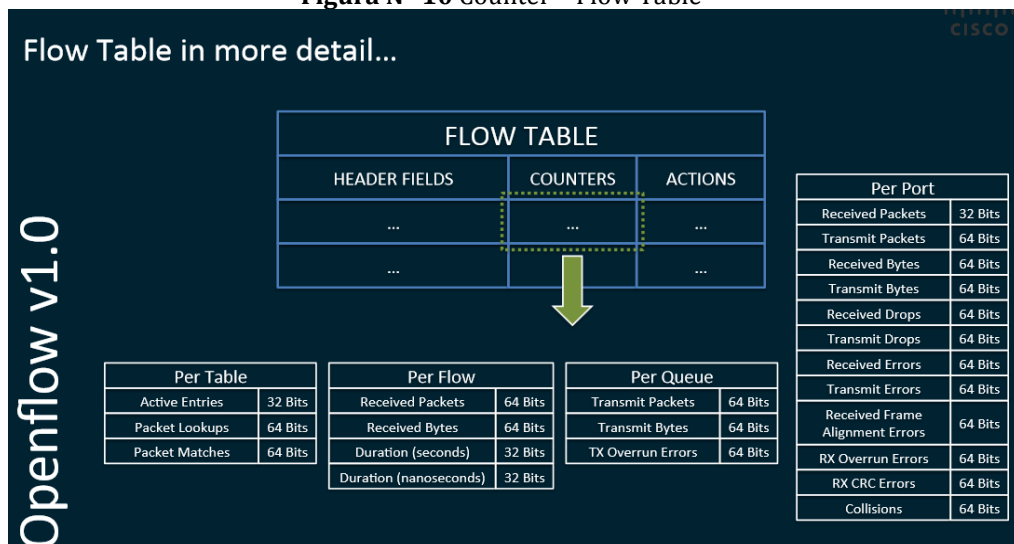 Figura N° 16 Counter – Flow Table
CISCO
Flow Table in more detail...
Openflow v1.0
FLOW TABLE
HEADER FIELDS COUNTERS ACTIONS
... ... ...
... ...
Per Table
Active Entries 32 Bits
Packet Lookups 64 Bits
Packet Matches 64 Bits
Per Flow
Received Packets 64 Bits
Received Bytes 64 Bits
Duration (seconds) 32 Bits
Duration (nanoseconds) 32 Bits
Per Queue
Transmit Packets 64 Bits
Transmit Bytes 64 Bits
TX Overrun Errors 64 Bits
Per Port
Received Packets 32 Bits
Transmit Packets 64 Bits
Received Bytes 64 Bits
Transmit Bytes 64 Bits
Received Drops 64 Bits
Transmit Drops 64 Bits
Received Errors 64 Bits
Transmit Errors 64 Bits
Received Frame
Alignment Errors 64 Bits
RX Overrun Errors 64 Bits
RX CRC Errors 64 Bits
Collisions 64 Bits